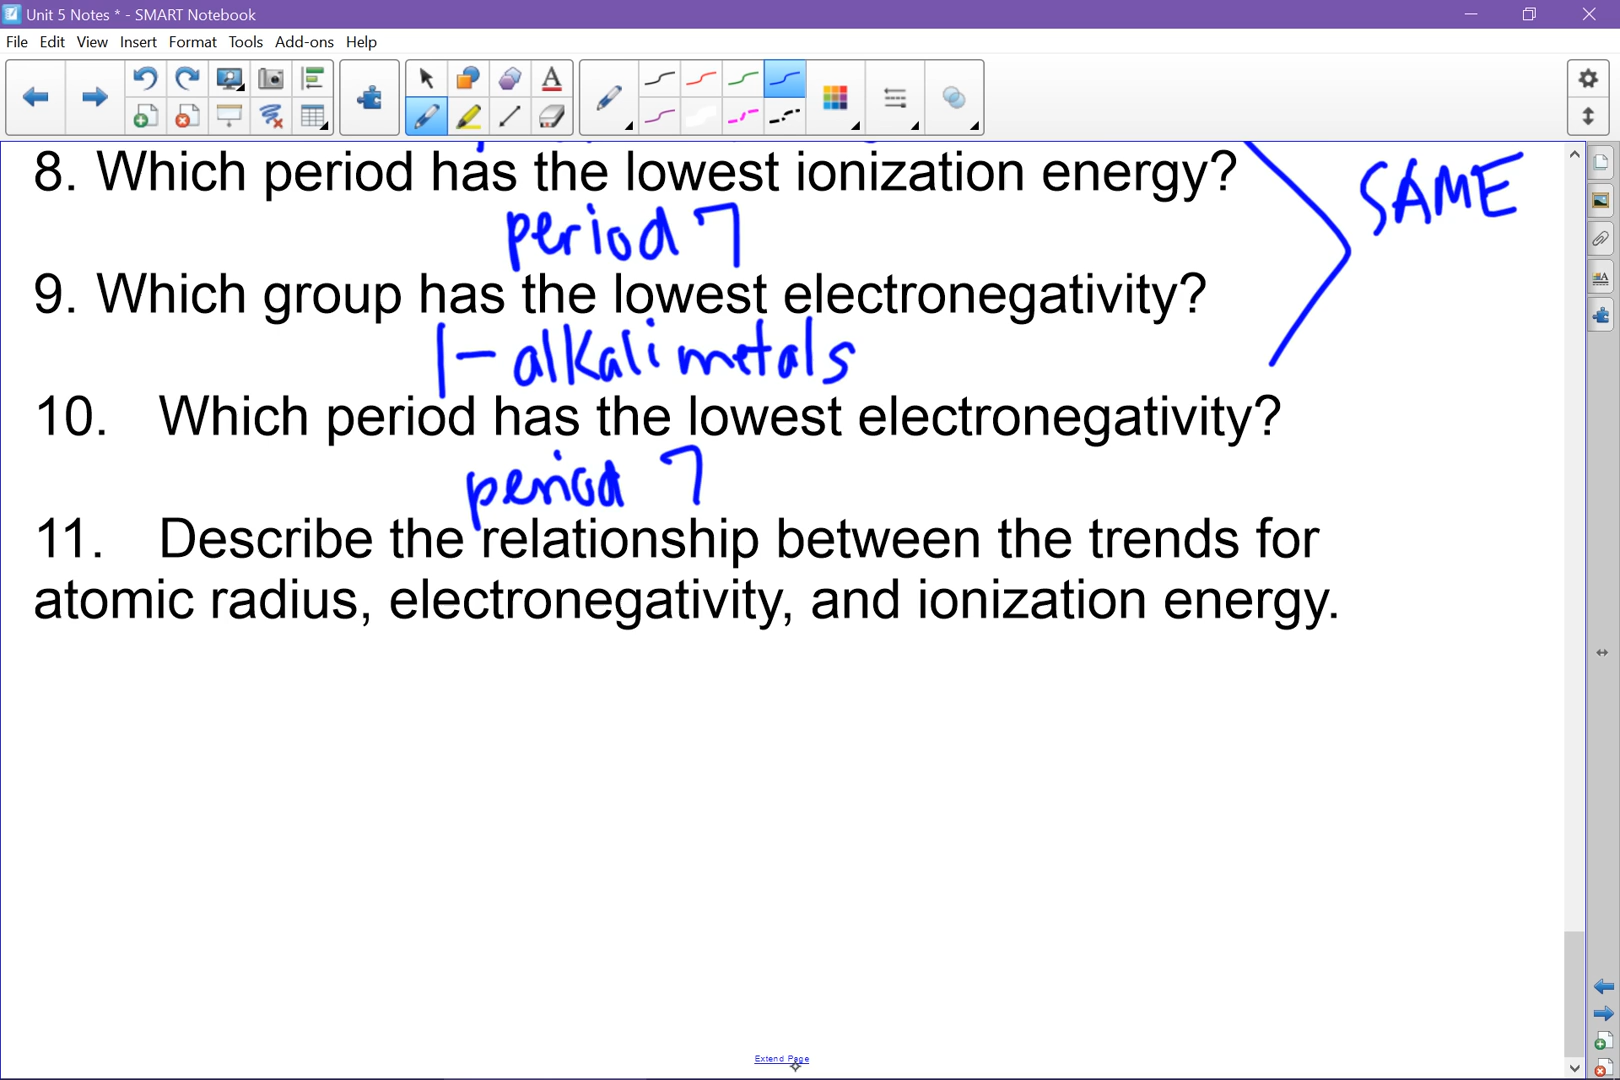 Unit 5 Notes * - SMART Notebook
File Edit View Insert Format Tools Add-ons Help
8. Which period has the lowest ionization energy?
SAME
period 7
9. Which group has the lowest electronegativity?
1 - alkali metals
10. Which period has the lowest electronegativity?
period 7
11. Describe the relationship between the trends for
atomic radius, electronegativity, and ionization energy.
Extend Page